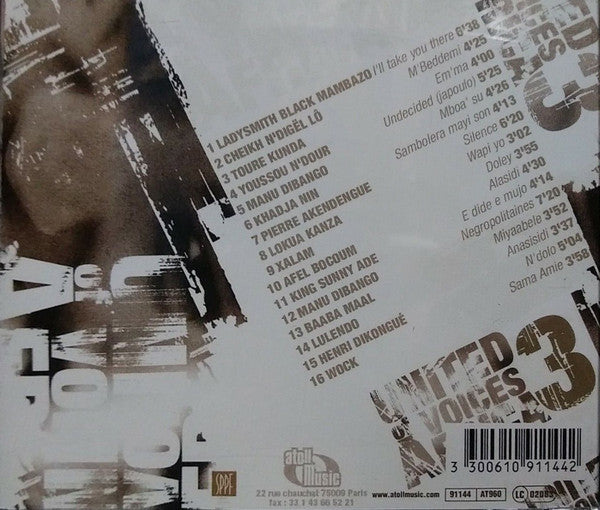 1 LADYSMITH BLACK MAMBAZO I'll take you there 6'38
2 CHEIKH N'DIGËL LÔ M'Beddemi 4'25
3 TOURE KUNDA Em'ma 4'00
4 YOUSSOU N'DOUR Undecided (japoulo) 5'25
5 MANU DIBANGO Mboa' su 4'26
6 KHADJA NIN Sambolera mayi son 4'13
7 PIERRE AKENDENGUE Silence 6'20
8 LOKUA KANZA Wapi yo 3'02
9 XALAM Doley 3'55
10 AFEL BOCOUM Alasidi 4'30
11 KING SUNNY ADE E dide e mujo 4'14
12 MANU DIBANGO Negropolitaines 7'20
13 BAABA MAAL Miyaabele 3'52
14 LULENDO Anasisidi 3'37
15 HENRI DIKONGUÉ N'dolo 5'04
16 WOCK Sama Amie 3'58
UNITED
VOICES
3
SPPF
atoll
Music
22 rue chauchat 75009 Paris
fax : 33 1 43 66 52 21
www.atollmusic.com
91144 AT960 LC 02083
3 300610 911442